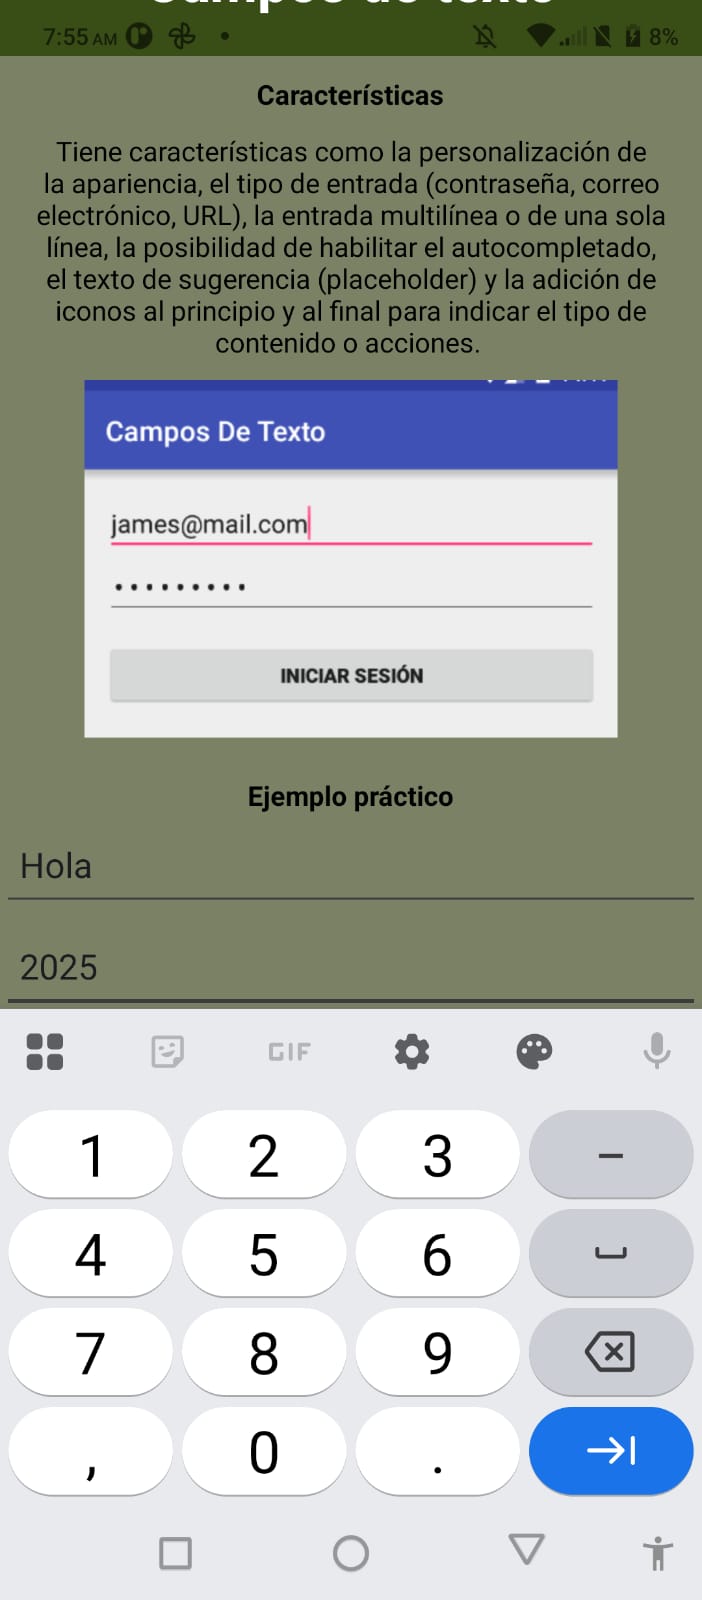 Campos de texto
7:55 AM 8%
Características
Tiene características como la personalización de
la apariencia, el tipo de entrada (contraseña, correo
electrónico, URL), la entrada multilínea o de una sola
línea, la posibilidad de habilitar el autocompletado,
el texto de sugerencia (placeholder) y la adición de
iconos al principio y al final para indicar el tipo de
contenido o acciones.
Campos De Texto
james@mail.com
INICIAR SESIÓN
Ejemplo práctico
Hola
2025
GIF
1 2 3 –
4 5 6
7 8 9
, 0 .